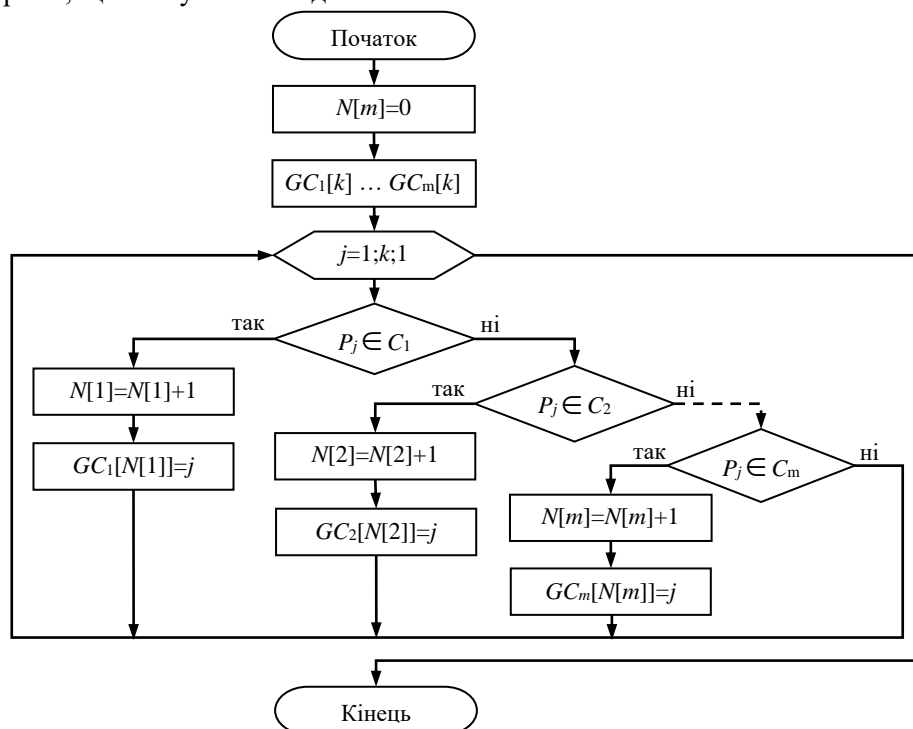 Початок
N[m]=0
GC1[k] … GCm[k]
j=1;k;1
так
Pj ∈ C1
ні
N[1]=N[1]+1
так
Pj ∈ C2
ні
GC1[N[1]]=j
N[2]=N[2]+1
так
Pj ∈ Cm
ні
GC2[N[2]]=j
N[m]=N[m]+1
GCm[N[m]]=j
Кінець